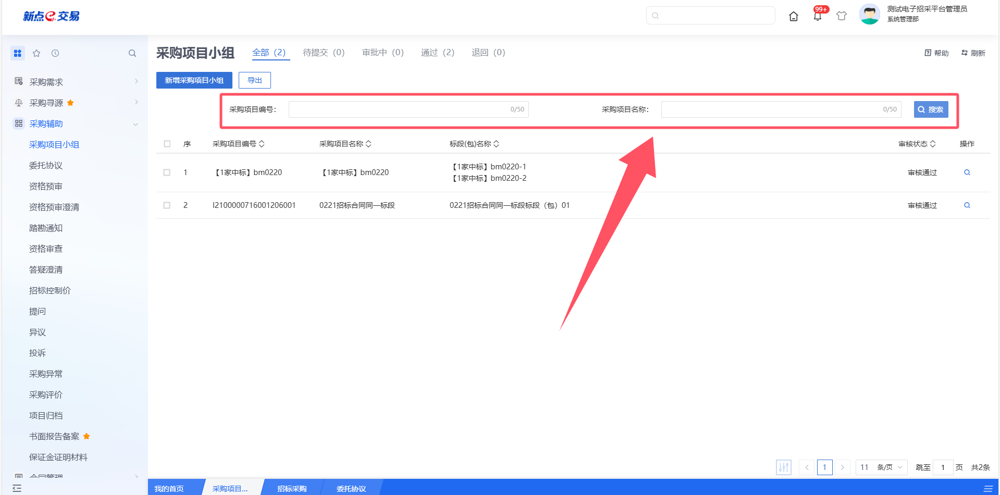 新点e交易
99+
测试电子招采平台管理员
系统管理部
采购需求
采购寻源
采购辅助
采购项目小组
委托协议
资格预审
资格预审澄清
踏勘通知
资格审查
答疑澄清
招标控制价
提问
异议
投诉
采购异常
采购评价
项目归档
书面报告备案
保证金证明材料
合同管理
采购项目小组 全部（2） 待提交（0） 审批中（0） 通过（2） 退回（0） 帮助 刷新
新增采购项目小组 导出
采购项目编号： 0/50 采购项目名称： 0/50 搜索
序 采购项目编号 采购项目名称 标段(包)名称 审核状态 操作
1 【1家中标】bm0220 【1家中标】bm0220 【1家中标】bm0220-1 审核通过
【1家中标】bm0220-2
2 I2100000716001206001 0221招标合同同一标段 0221招标合同同一标段标段（包）01 审核通过
1 11 条/页 跳至 1 页 共2条
我的首页 采购项目... 招标采购 委托协议